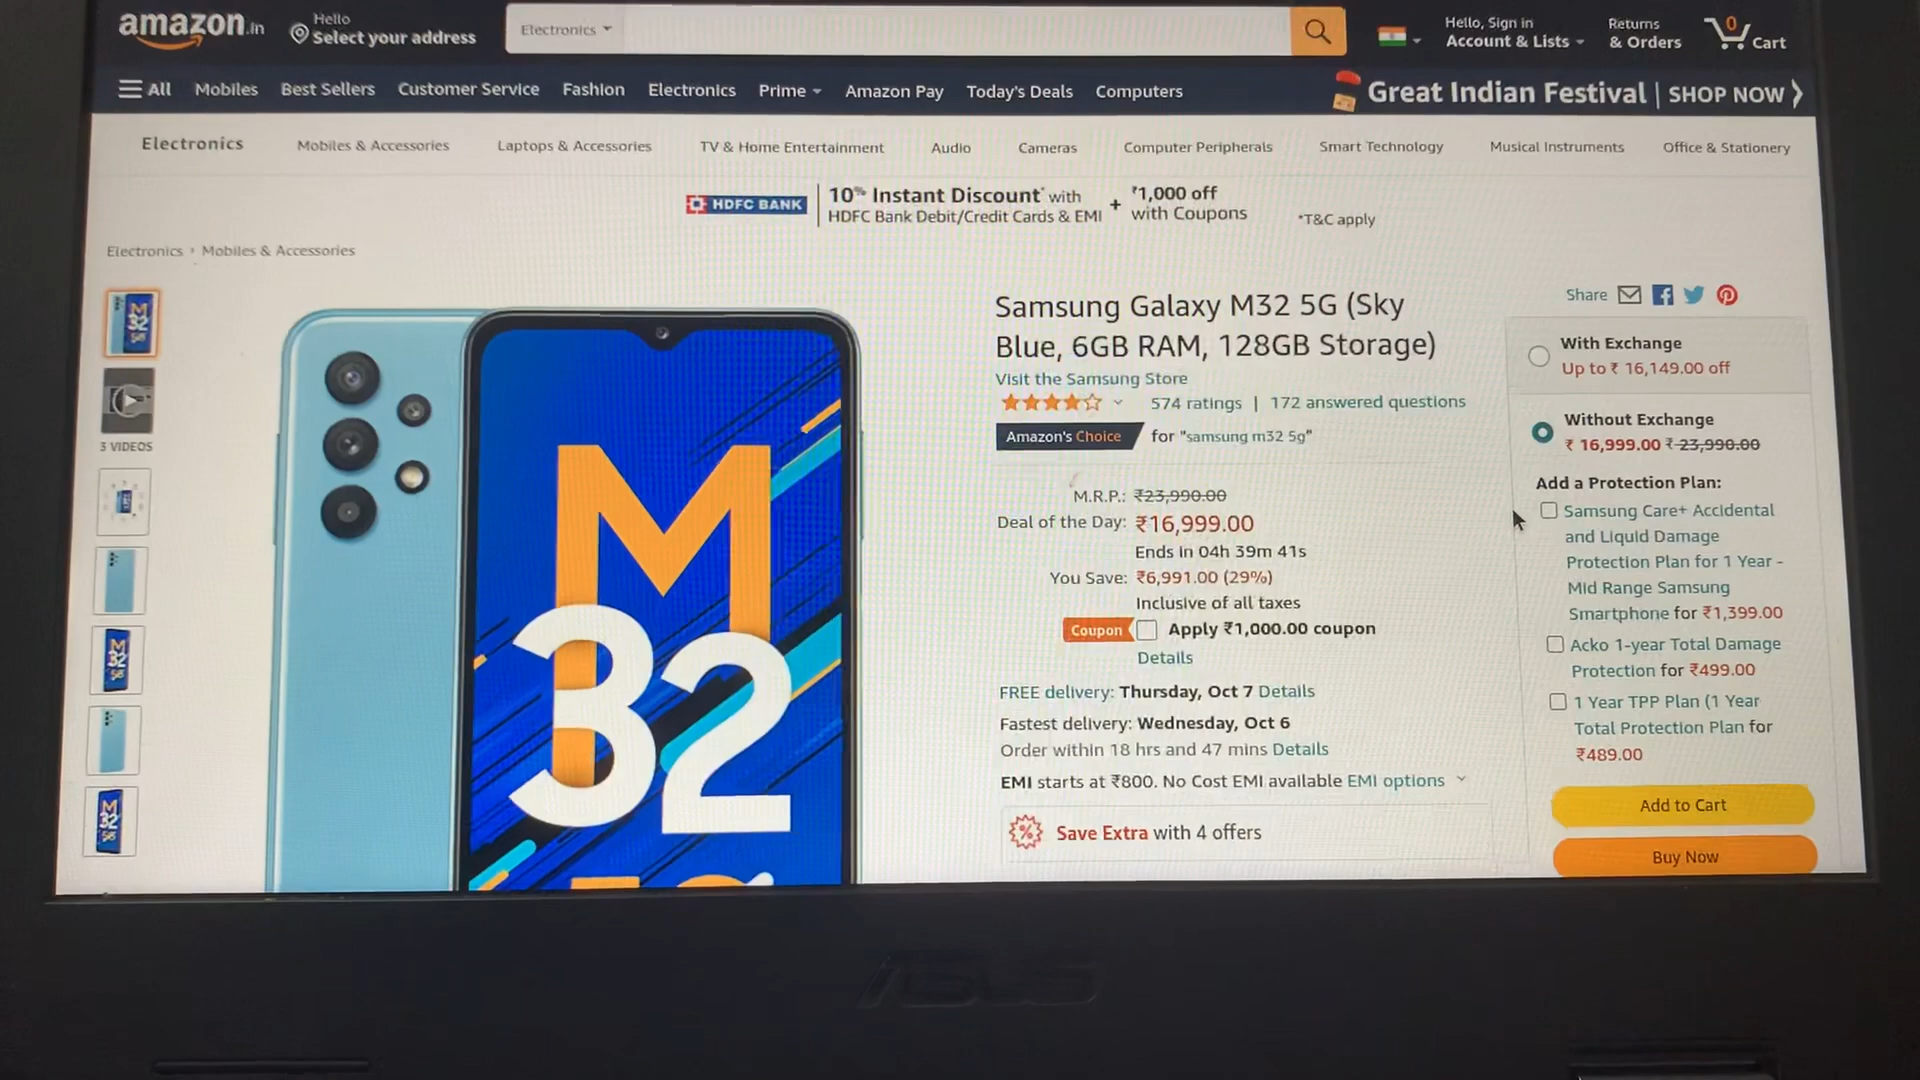 amazon.in
Hello
Select your address
Electronics
Hello, Sign in
Account & Lists
Returns
& Orders
0
Cart
All
Mobiles
Best Sellers
Customer Service
Fashion
Electronics
Prime
Amazon Pay
Today's Deals
Computers
Great Indian Festival | SHOP NOW
Electronics
Mobiles & Accessories
Laptops & Accessories
TV & Home Entertainment
Audio
Cameras
Computer Peripherals
Smart Technology
Musical Instruments
Office & Stationery
HDFC BANK
10% Instant Discount* with
HDFC Bank Debit/Credit Cards & EMI
+
₹1,000 off
with Coupons
*T&C apply
Electronics › Mobiles & Accessories
3 VIDEOS
M
32
Samsung Galaxy M32 5G (Sky
Blue, 6GB RAM, 128GB Storage)
Visit the Samsung Store
574 ratings | 172 answered questions
Amazon's Choice for "samsung m32 5g"
M.R.P.: ₹23,990.00
Deal of the Day: ₹16,999.00
Ends in 04h 39m 41s
You Save: ₹6,991.00 (29%)
Inclusive of all taxes
Coupon Apply ₹1,000.00 coupon
Details
FREE delivery: Thursday, Oct 7 Details
Fastest delivery: Wednesday, Oct 6
Order within 18 hrs and 47 mins Details
EMI starts at ₹800. No Cost EMI available EMI options
Save Extra with 4 offers
Share
With Exchange
Up to ₹ 16,149.00 off
Without Exchange
₹ 16,999.00 ₹ 23,990.00
Add a Protection Plan:
Samsung Care+ Accidental
and Liquid Damage
Protection Plan for 1 Year -
Mid Range Samsung
Smartphone for ₹1,399.00
Acko 1-year Total Damage
Protection for ₹499.00
1 Year TPP Plan (1 Year
Total Protection Plan for
₹489.00
Add to Cart
Buy Now
ASUS